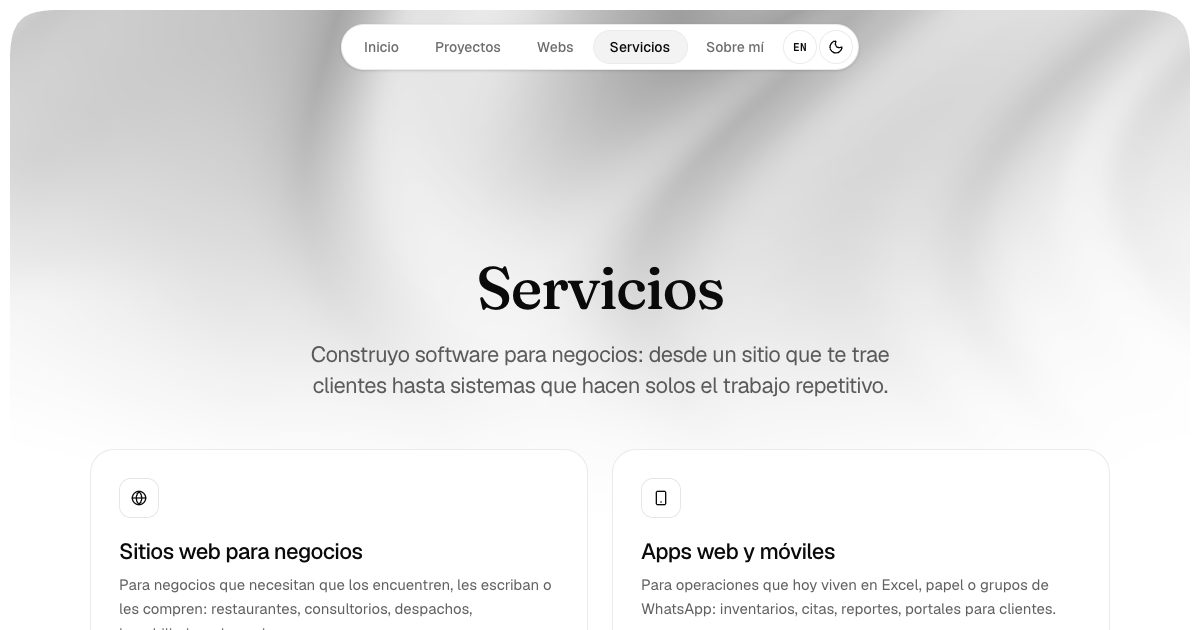 Inicio Proyectos Webs Servicios Sobre mí EN
Servicios
Construyo software para negocios: desde un sitio que te trae
clientes hasta sistemas que hacen solos el trabajo repetitivo.
Sitios web para negocios
Para negocios que necesitan que los encuentren, les escriban o
les compren: restaurantes, consultorios, despachos,
Apps web y móviles
Para operaciones que hoy viven en Excel, papel o grupos de
WhatsApp: inventarios, citas, reportes, portales para clientes.